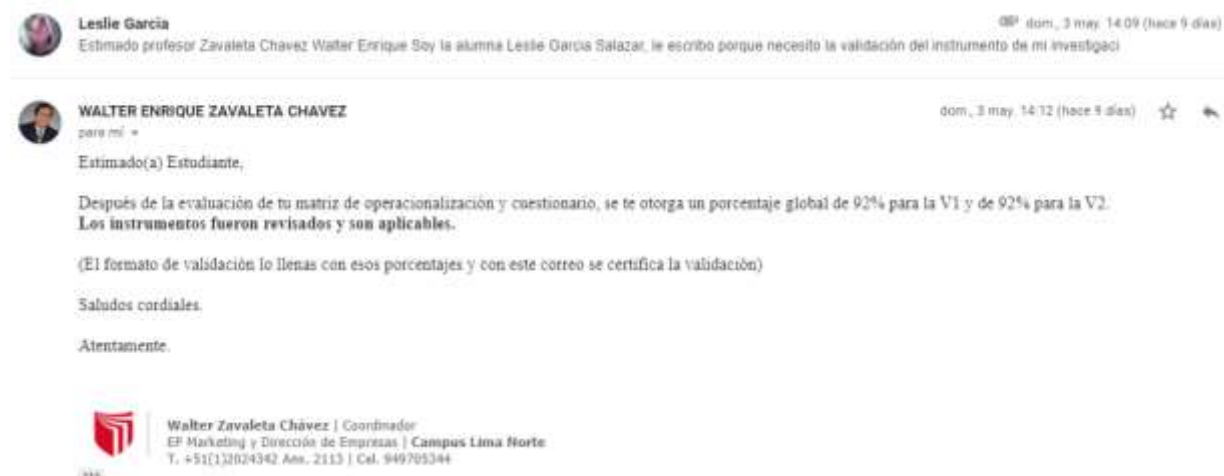 Leslie Garcia
dom., 3 may. 14:09 (hace 9 días)
Estimado profesor Zavaleta Chavez Walter Enrique Soy la alumna Leslie Garcia Salazar, le escribo porque necesito la validación del instrumento de mi investigaci
WALTER ENRIQUE ZAVALETA CHAVEZ
dom., 3 may. 14:12 (hace 9 días)
para mí
Estimado(a) Estudiante,
Después de la evaluación de tu matriz de operacionalización y cuestionario, se te otorga un porcentaje global de 92% para la V1 y de 92% para la V2.
Los instrumentos fueron revisados y son aplicables.
(El formato de validación lo llenas con esos porcentajes y con este correo se certifica la validación)
Saludos cordiales.
Atentamente.
Walter Zavaleta Chávez | Coordinador
EP Marketing y Dirección de Empresas | Campus Lima Norte
T. +51(1)2024342 Anx. 2113 | Cel. 949705344